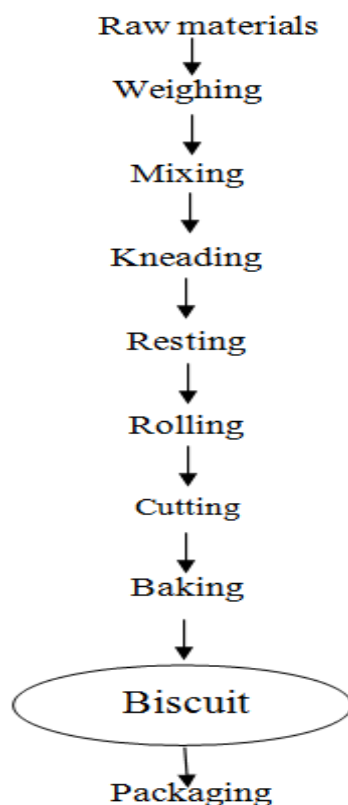 Raw materials
Weighing
Mixing
Kneading
Resting
Rolling
Cutting
Baking
Biscuit
Packaging